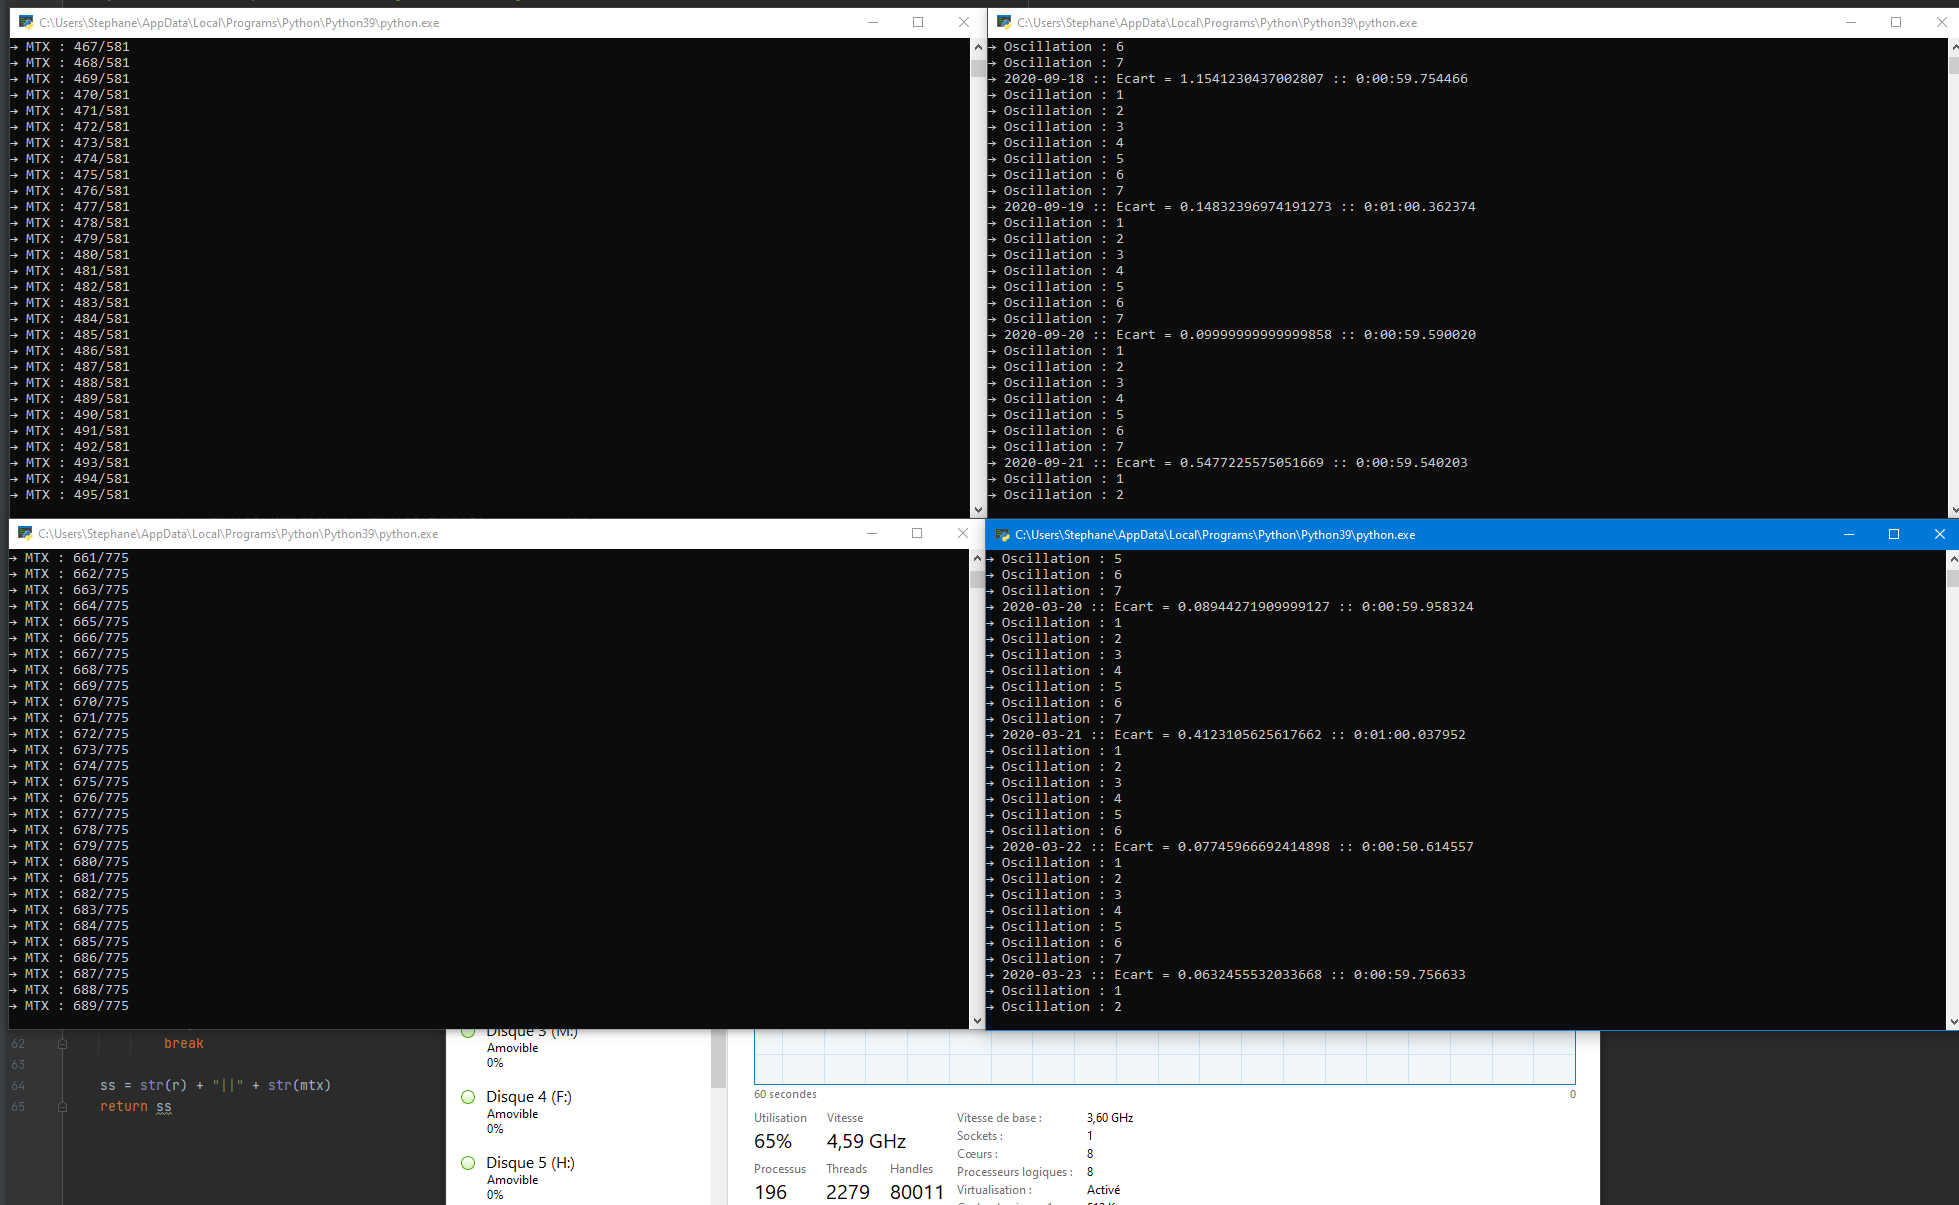 C:\Users\Stephane\AppData\Local\Programs\Python\Python39\python.exe
→ MTX : 467/581
→ MTX : 468/581
→ MTX : 469/581
→ MTX : 470/581
→ MTX : 471/581
→ MTX : 472/581
→ MTX : 473/581
→ MTX : 474/581
→ MTX : 475/581
→ MTX : 476/581
→ MTX : 477/581
→ MTX : 478/581
→ MTX : 479/581
→ MTX : 480/581
→ MTX : 481/581
→ MTX : 482/581
→ MTX : 483/581
→ MTX : 484/581
→ MTX : 485/581
→ MTX : 486/581
→ MTX : 487/581
→ MTX : 488/581
→ MTX : 489/581
→ MTX : 490/581
→ MTX : 491/581
→ MTX : 492/581
→ MTX : 493/581
→ MTX : 494/581
→ MTX : 495/581
C:\Users\Stephane\AppData\Local\Programs\Python\Python39\python.exe
→ Oscillation : 6
→ Oscillation : 7
→ 2020-09-18 :: Ecart = 1.1541230437002807 :: 0:00:59.754466
→ Oscillation : 1
→ Oscillation : 2
→ Oscillation : 3
→ Oscillation : 4
→ Oscillation : 5
→ Oscillation : 6
→ Oscillation : 7
→ 2020-09-19 :: Ecart = 0.14832396974191273 :: 0:01:00.362374
→ Oscillation : 1
→ Oscillation : 2
→ Oscillation : 3
→ Oscillation : 4
→ Oscillation : 5
→ Oscillation : 6
→ Oscillation : 7
→ 2020-09-20 :: Ecart = 0.09999999999999858 :: 0:00:59.590020
→ Oscillation : 1
→ Oscillation : 2
→ Oscillation : 3
→ Oscillation : 4
→ Oscillation : 5
→ Oscillation : 6
→ Oscillation : 7
→ 2020-09-21 :: Ecart = 0.5477225575051669 :: 0:00:59.540203
→ Oscillation : 1
→ Oscillation : 2
C:\Users\Stephane\AppData\Local\Programs\Python\Python39\python.exe
→ MTX : 661/775
→ MTX : 662/775
→ MTX : 663/775
→ MTX : 664/775
→ MTX : 665/775
→ MTX : 666/775
→ MTX : 667/775
→ MTX : 668/775
→ MTX : 669/775
→ MTX : 670/775
→ MTX : 671/775
→ MTX : 672/775
→ MTX : 673/775
→ MTX : 674/775
→ MTX : 675/775
→ MTX : 676/775
→ MTX : 677/775
→ MTX : 678/775
→ MTX : 679/775
→ MTX : 680/775
→ MTX : 681/775
→ MTX : 682/775
→ MTX : 683/775
→ MTX : 684/775
→ MTX : 685/775
→ MTX : 686/775
→ MTX : 687/775
→ MTX : 688/775
→ MTX : 689/775
C:\Users\Stephane\AppData\Local\Programs\Python\Python39\python.exe
→ Oscillation : 5
→ Oscillation : 6
→ Oscillation : 7
→ 2020-03-20 :: Ecart = 0.08944271909999127 :: 0:00:59.958324
→ Oscillation : 1
→ Oscillation : 2
→ Oscillation : 3
→ Oscillation : 4
→ Oscillation : 5
→ Oscillation : 6
→ Oscillation : 7
→ 2020-03-21 :: Ecart = 0.4123105625617662 :: 0:01:00.037952
→ Oscillation : 1
→ Oscillation : 2
→ Oscillation : 3
→ Oscillation : 4
→ Oscillation : 5
→ Oscillation : 6
→ 2020-03-22 :: Ecart = 0.07745966692414898 :: 0:00:50.614557
→ Oscillation : 1
→ Oscillation : 2
→ Oscillation : 3
→ Oscillation : 4
→ Oscillation : 5
→ Oscillation : 6
→ Oscillation : 7
→ 2020-03-23 :: Ecart = 0.0632455532033668 :: 0:00:59.756633
→ Oscillation : 1
→ Oscillation : 2
62 break
63
64 ss = str(r) + "||" + str(mtx)
65 return ss
Disque 3 (M:)
Amovible
0%
Disque 4 (F:)
Amovible
0%
Disque 5 (H:)
Amovible
0%
60 secondes 0
Utilisation Vitesse
65% 4,59 GHz
Processus Threads Handles
196 2279 80011
Vitesse de base : 3,60 GHz
Sockets : 1
Cœurs : 8
Processeurs logiques : 8
Virtualisation : Activé